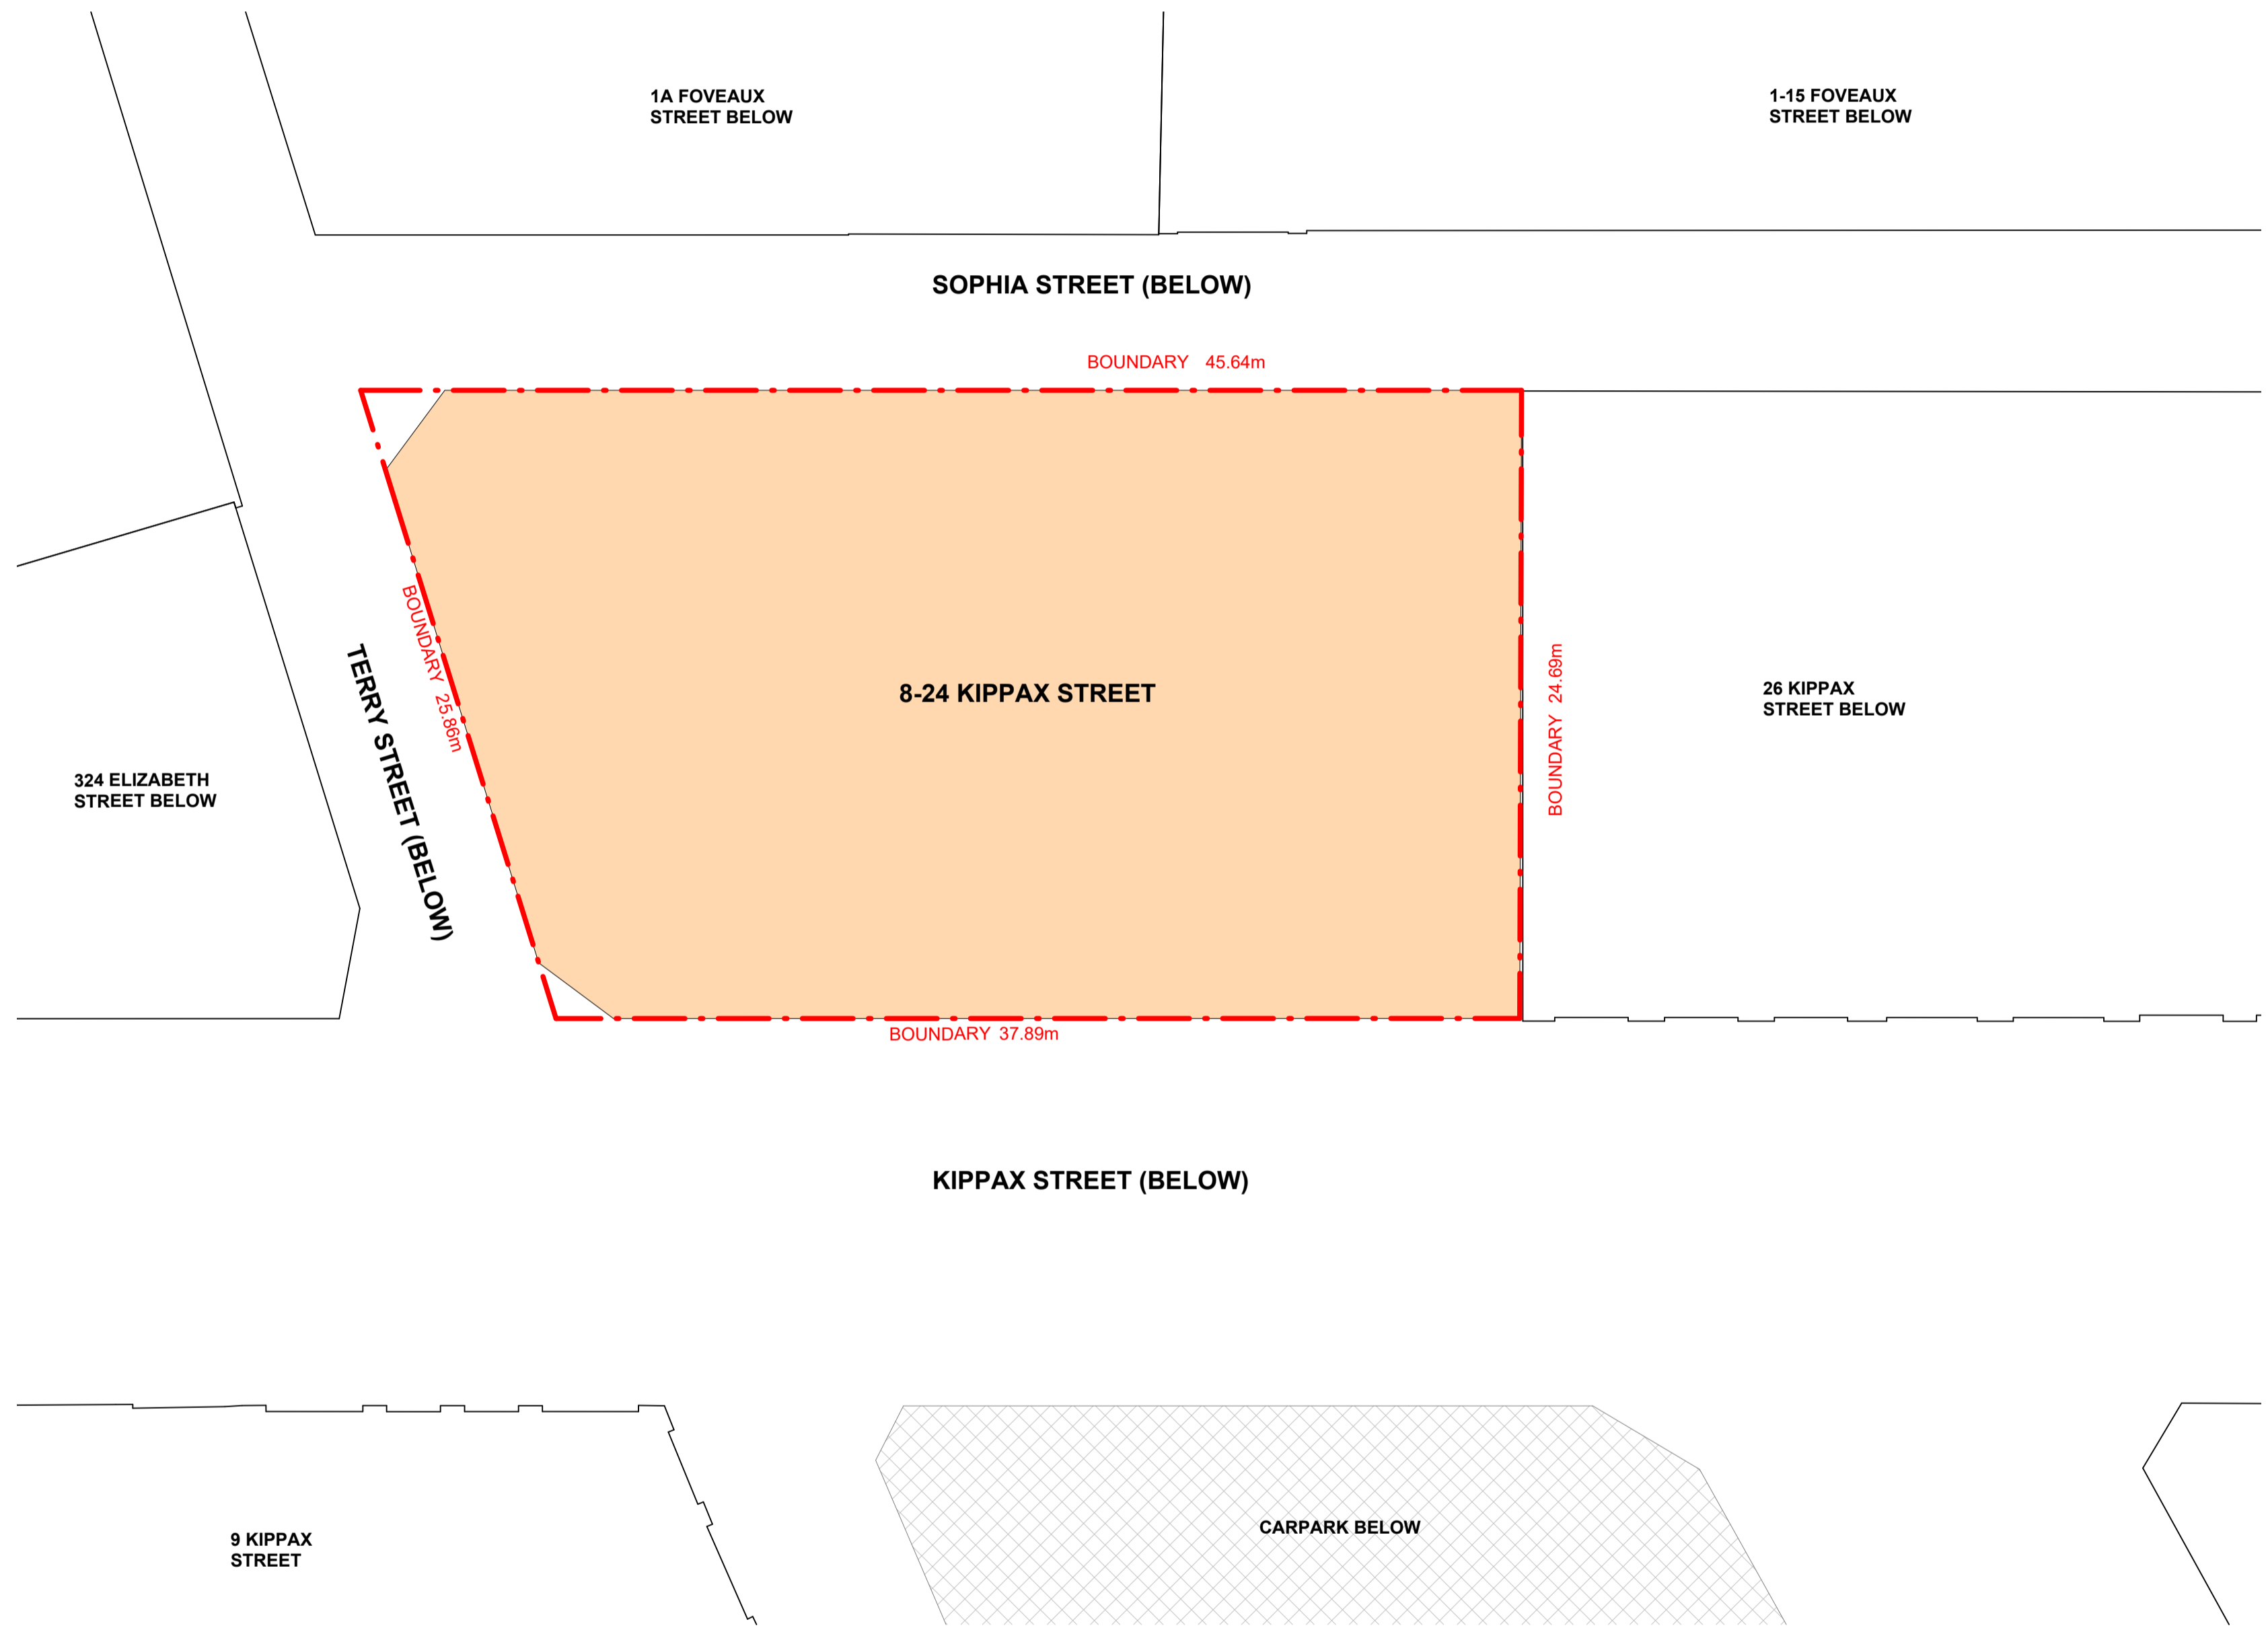 1A FOVEAUX
STREET BELOW
1-15 FOVEAUX
STREET BELOW
SOPHIA STREET (BELOW)
BOUNDARY 45.64m
BOUNDARY 25.86m
TERRY STREET (BELOW)
8-24 KIPPAX STREET
BOUNDARY 24.69m
26 KIPPAX
STREET BELOW
324 ELIZABETH
STREET BELOW
BOUNDARY 37.89m
KIPPAX STREET (BELOW)
9 KIPPAX
STREET
CARPARK BELOW